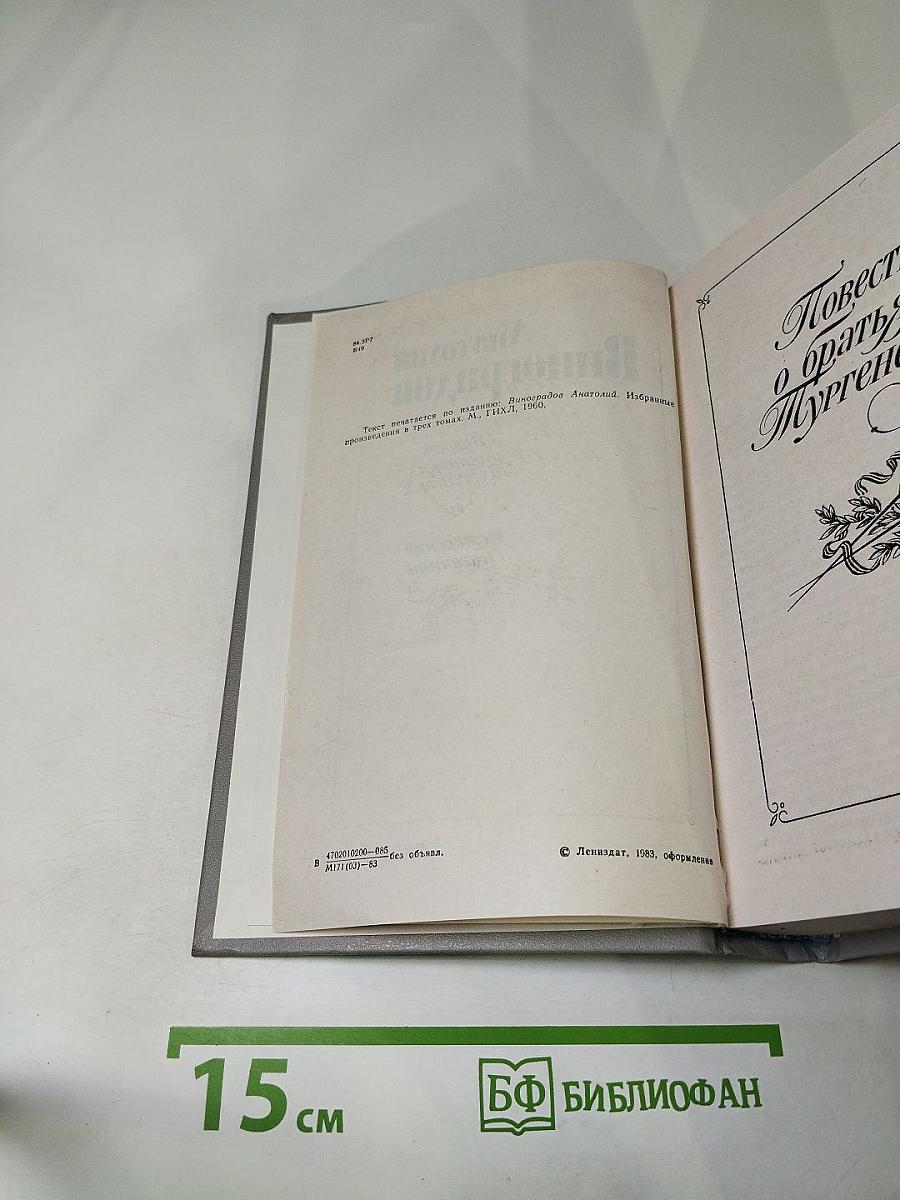 84.3Р7
В49
Текст печатается по изданию: Виноградов Анатолий. Избранные
произведения в трех томах. М., ГИХЛ, 1960.
В 4702010200—085
М171(03)—83 без объявл.
© Лениздат, 1983, оформление
Повест
о братья
Тургене
15 см
БФ БИБЛИОФАН